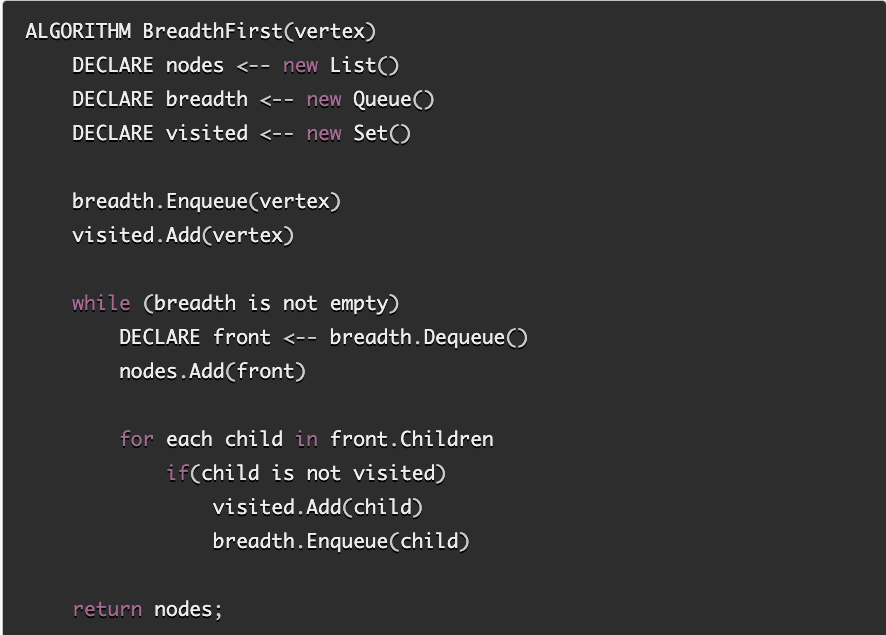 ALGORITHM BreadthFirst(vertex)
    DECLARE nodes <-- new List()
    DECLARE breadth <-- new Queue()
    DECLARE visited <-- new Set()

    breadth.Enqueue(vertex)
    visited.Add(vertex)

    while (breadth is not empty)
        DECLARE front <-- breadth.Dequeue()
        nodes.Add(front)

        for each child in front.Children
            if(child is not visited)
                visited.Add(child)
                breadth.Enqueue(child)

    return nodes;